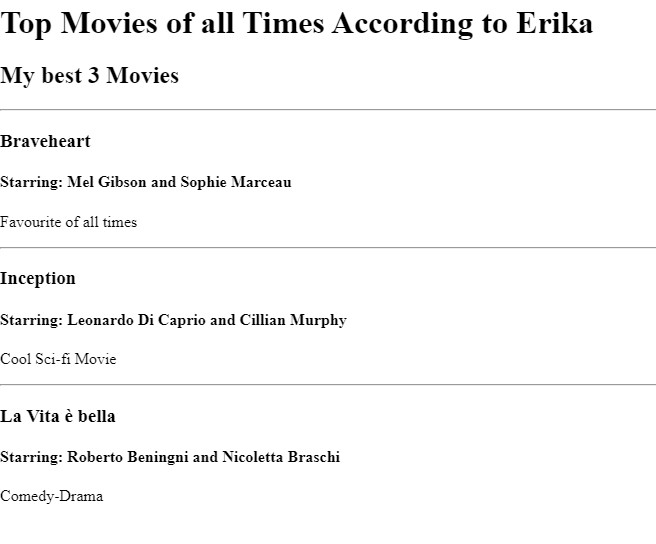 Top Movies of all Times According to Erika
My best 3 Movies
Braveheart
Starring: Mel Gibson and Sophie Marceau
Favourite of all times
Inception
Starring: Leonardo Di Caprio and Cillian Murphy
Cool Sci-fi Movie
La Vita è bella
Starring: Roberto Beningni and Nicoletta Braschi
Comedy-Drama